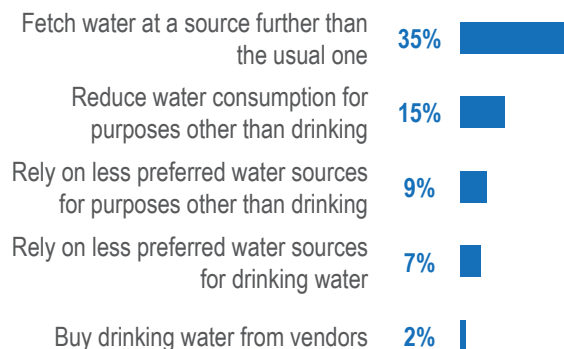 Fetch water at a source further than
the usual one
35%
Reduce water consumption for
purposes other than drinking
15%
Rely on less preferred water sources
for purposes other than drinking
9%
Rely on less preferred water sources
for drinking water
7%
Buy drinking water from vendors
2%